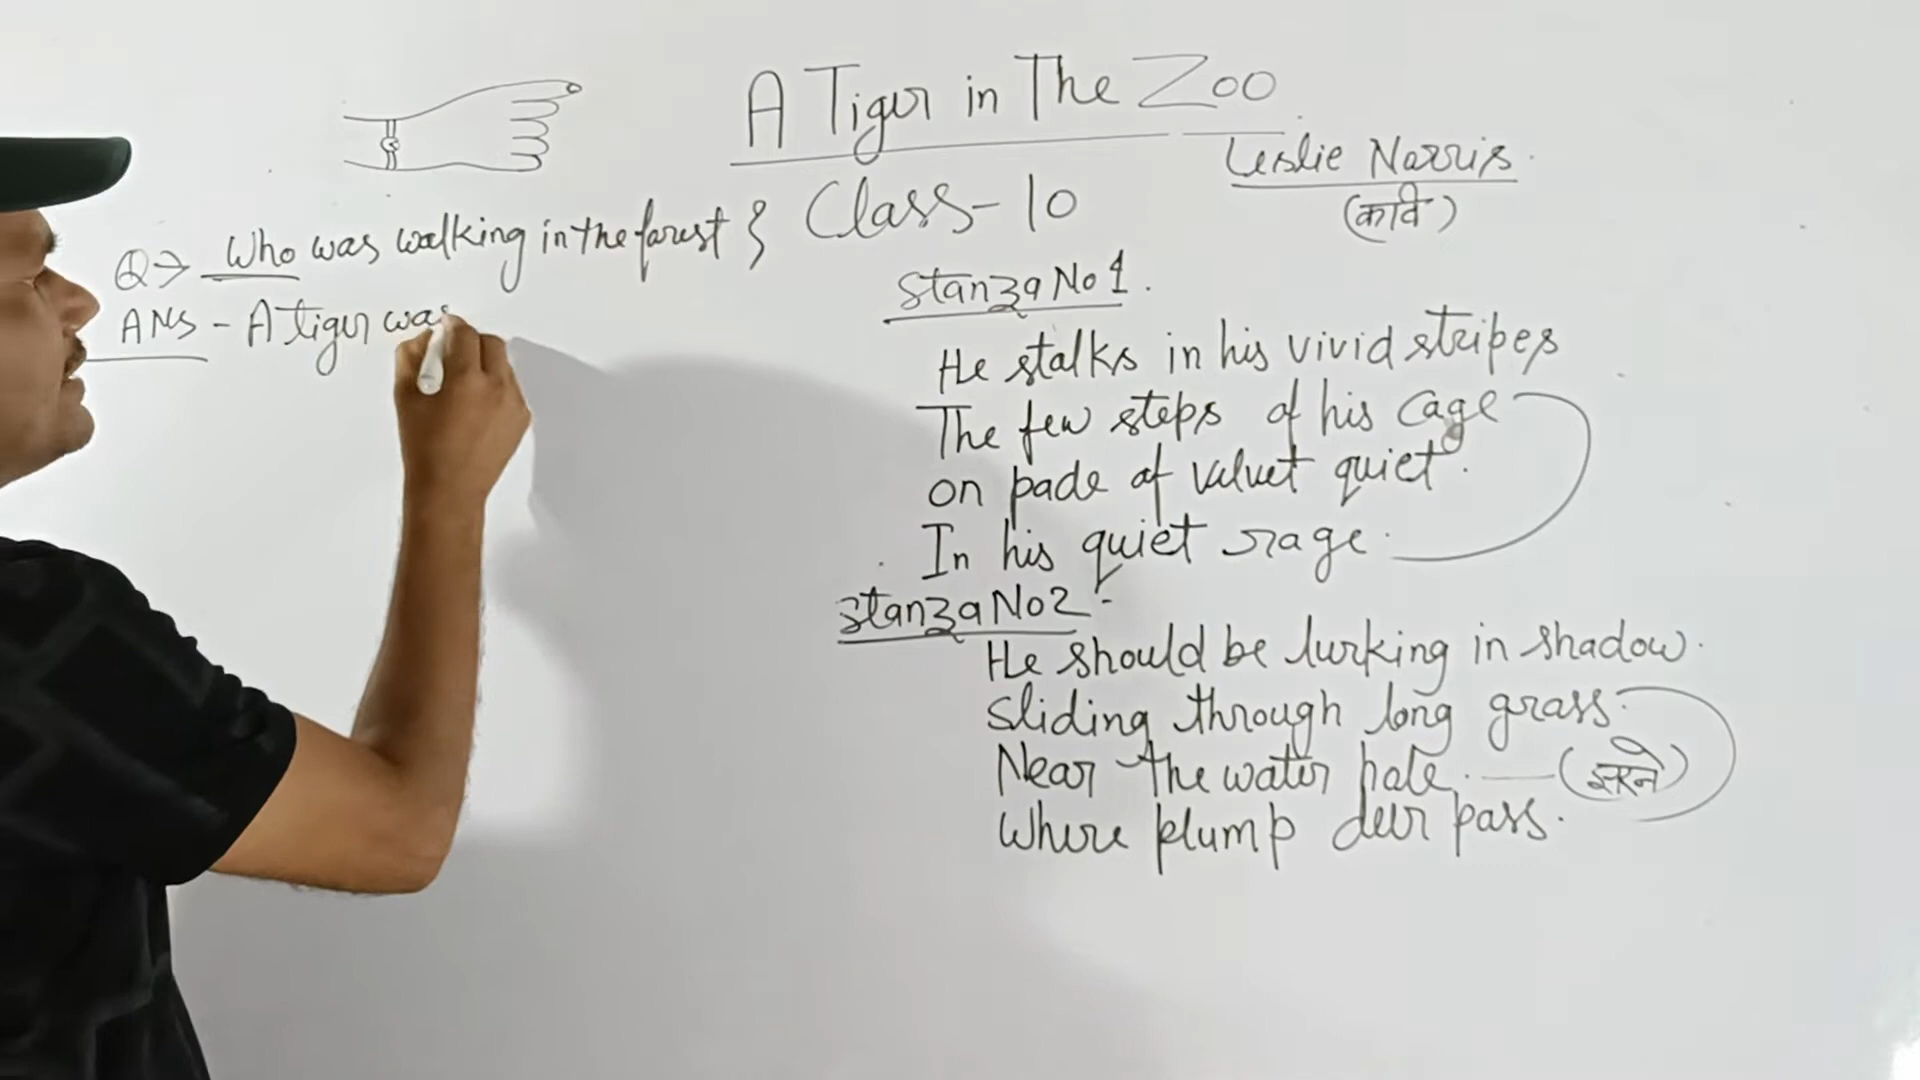 A Tiger in The Zoo
Leslie Norris
(कवि)
Class-10
Q→ Who was walking in the forest ?
ANS - A tiger was
Stanza No 1.
He stalks in his vivid stripes
The few steps of his cage
on pads of velvet quiet.
In his quiet rage.
Stanza No 2 -
He should be lurking in shadow.
Sliding through long grass.
Near the water hole. — (झरने)
Where plump deer pass.